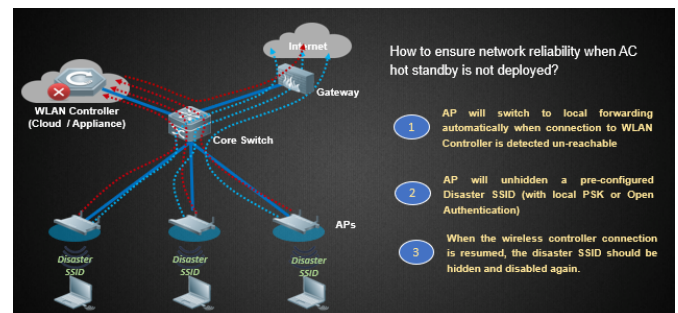 Internet
Gateway
WLAN Controller
(Cloud / Appliance)
Core Switch
APs
Disaster
SSID
Disaster
SSID
Disaster
SSID
How to ensure network reliability when AC
hot standby is not deployed?
1
AP will switch to local forwarding
automatically when connection to WLAN
Controller is detected un-reachable
2
AP will unhidden a pre-configured
Disaster SSID (with local PSK or Open
Authentication)
3
When the wireless controller connection
is resumed, the disaster SSID should be
hidden and disabled again.